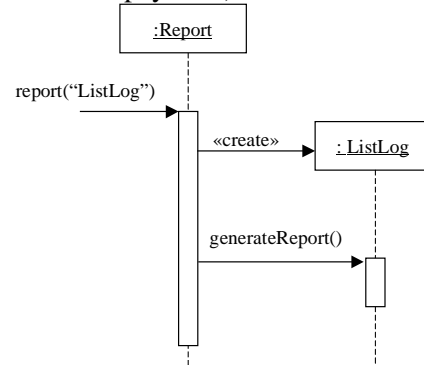 :Report
report(“ListLog”)
«create»
: ListLog
generateReport()